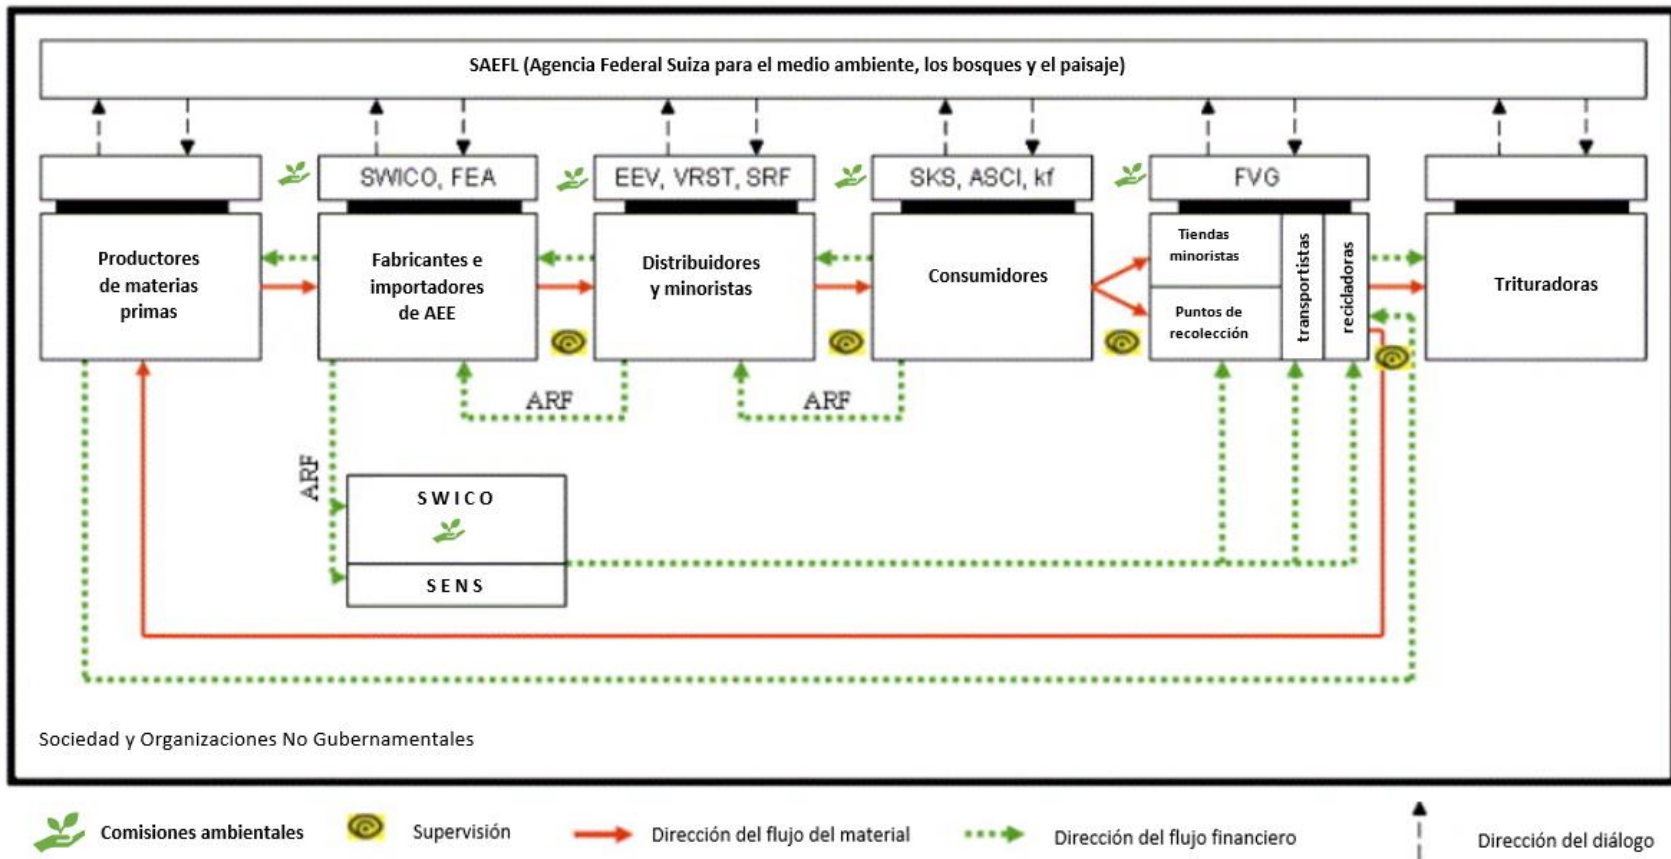 SAEFL (Agencia Federal Suiza para el medio ambiente, los bosques y el paisaje)
SWICO, FEA
EEV, VRST, SRF
SKS, ASCI, kf
FVG
Productores
de materias
primas
Fabricantes e
importadores
de AEE
Distribuidores
y minoristas
Consumidores
Tiendas
minoristas
Puntos de
recolección
transportistas
recicladoras
Trituradoras
ARF
ARF
ARF
SWICO
SENS
Sociedad y Organizaciones No Gubernamentales
Comisiones ambientales
Supervisión
Dirección del flujo del material
Dirección del flujo financiero
Dirección del diálogo